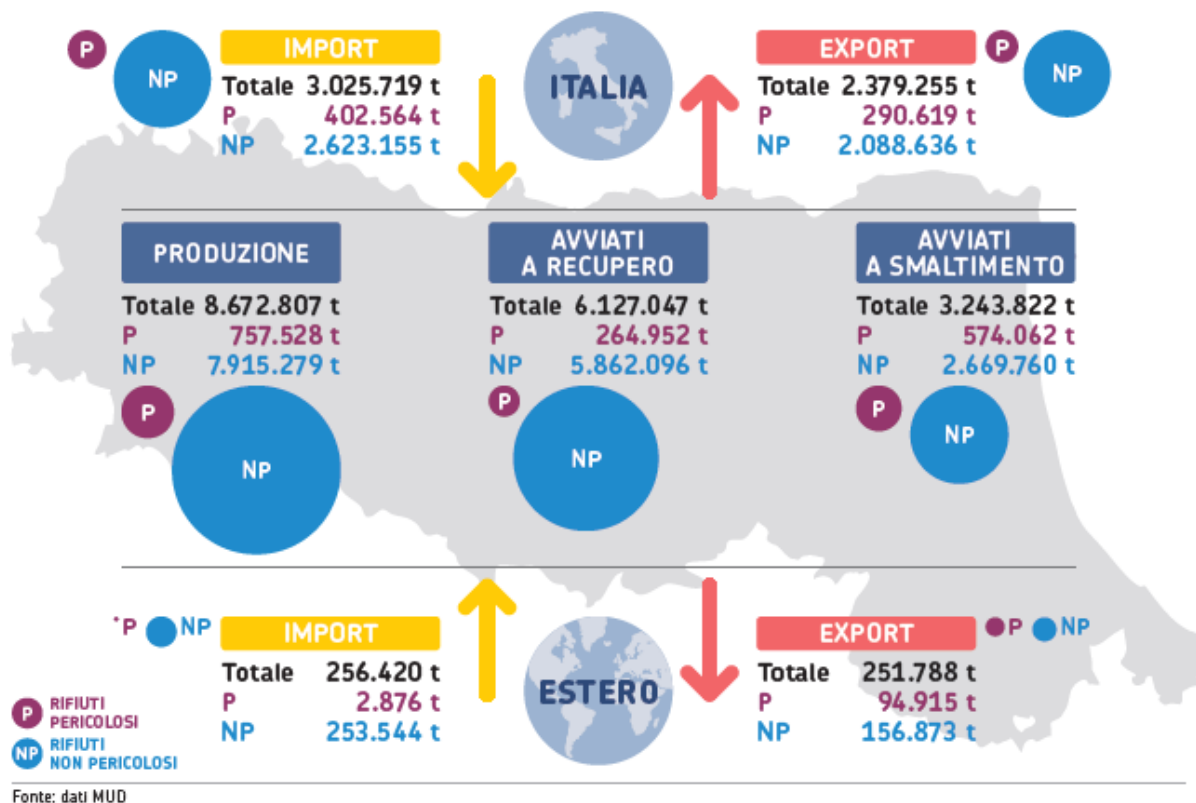 P
NP
IMPORT
Totale 3.025.719 t
P 402.564 t
NP 2.623.155 t
ITALIA
EXPORT
Totale 2.379.255 t
P 290.619 t
NP 2.088.636 t
P
NP
PRODUZIONE
Totale 8.672.807 t
P 757.528 t
NP 7.915.279 t
P
NP
AVVIATI
A RECUPERO
Totale 6.127.047 t
P 264.952 t
NP 5.862.096 t
P
NP
AVVIATI
A SMALTIMENTO
Totale 3.243.822 t
P 574.062 t
NP 2.669.760 t
P
NP
P NP
IMPORT
Totale 256.420 t
P 2.876 t
NP 253.544 t
ESTERO
EXPORT
Totale 251.788 t
P 94.915 t
NP 156.873 t
P NP
P RIFIUTI
PERICOLOSI
NP RIFIUTI
NON PERICOLOSI
Fonte: dati MUD